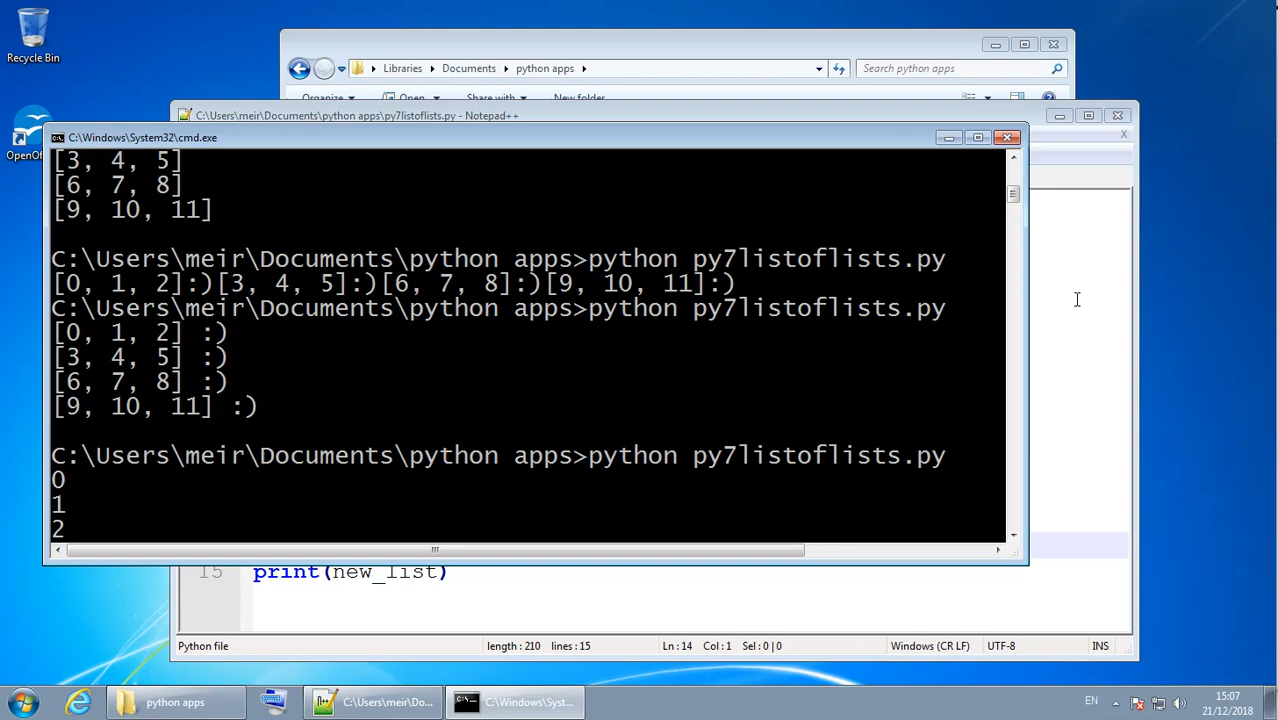 Recycle Bin
Libraries
Documents
python apps
Search python apps
Organize
Open
Share with
New folder
C:\Users\meir\Documents\python apps\py7listoflists.py - Notepad++
C:\Windows\System32\cmd.exe
OpenOf
[3, 4, 5]
[6, 7, 8]
[9, 10, 11]
C:\Users\meir\Documents\python apps>python py7listoflists.py
[0, 1, 2]:)[3, 4, 5]:)[6, 7, 8]:)[9, 10, 11]:)
C:\Users\meir\Documents\python apps>python py7listoflists.py
[0, 1, 2] :)
[3, 4, 5] :)
[6, 7, 8] :)
[9, 10, 11] :)
C:\Users\meir\Documents\python apps>python py7listoflists.py
0
1
2
15 print(new_list)
Python file
length : 210 lines : 15
Ln : 14 Col : 1 Sel : 0 | 0
Windows (CR LF)
UTF-8
INS
python apps
C:\Users\meir\Do...
C:\Windows\Syst...
EN
15:07
21/12/2018